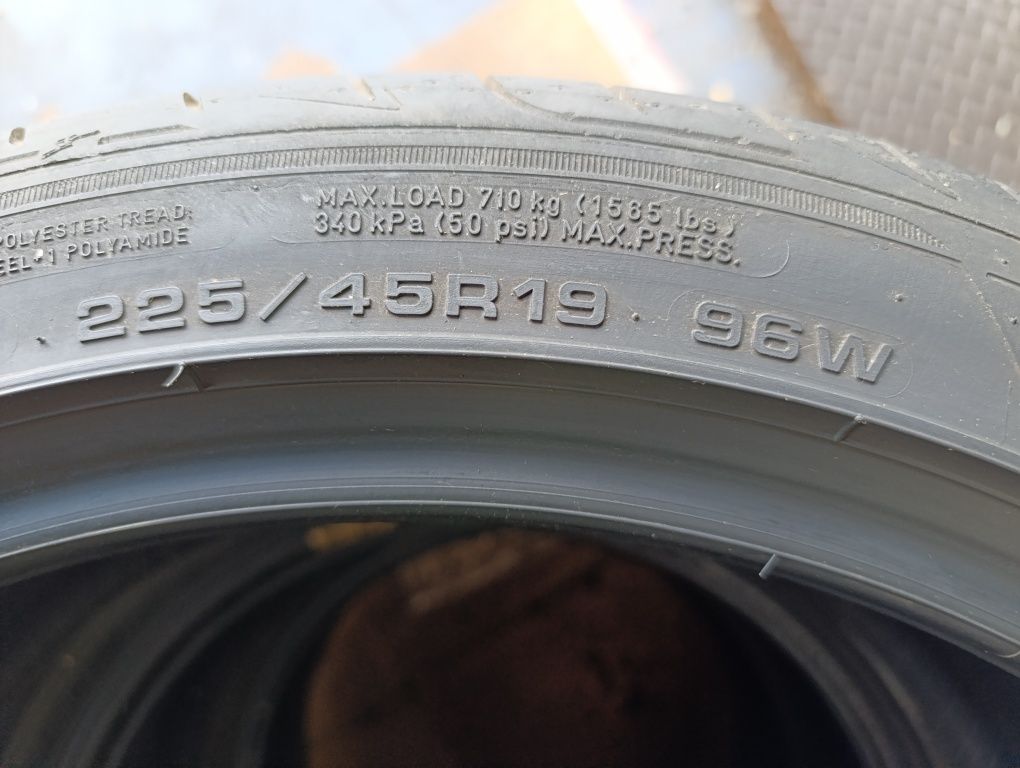 MAX.LOAD 710 kg (1565 lbs)
340 kPa (50 psi) MAX.PRESS.
POLYESTER TREAD:
EEL·1 POLYAMIDE
225/45R19 96W